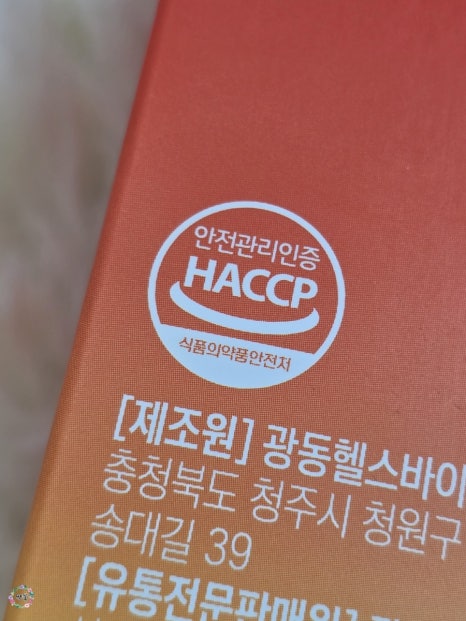 안전관리인증
HACCP
식품의약품안전처
[제조원] 광동헬스바이
충청북도 청주시 청원구
송대길 39
[유통전문판매원]